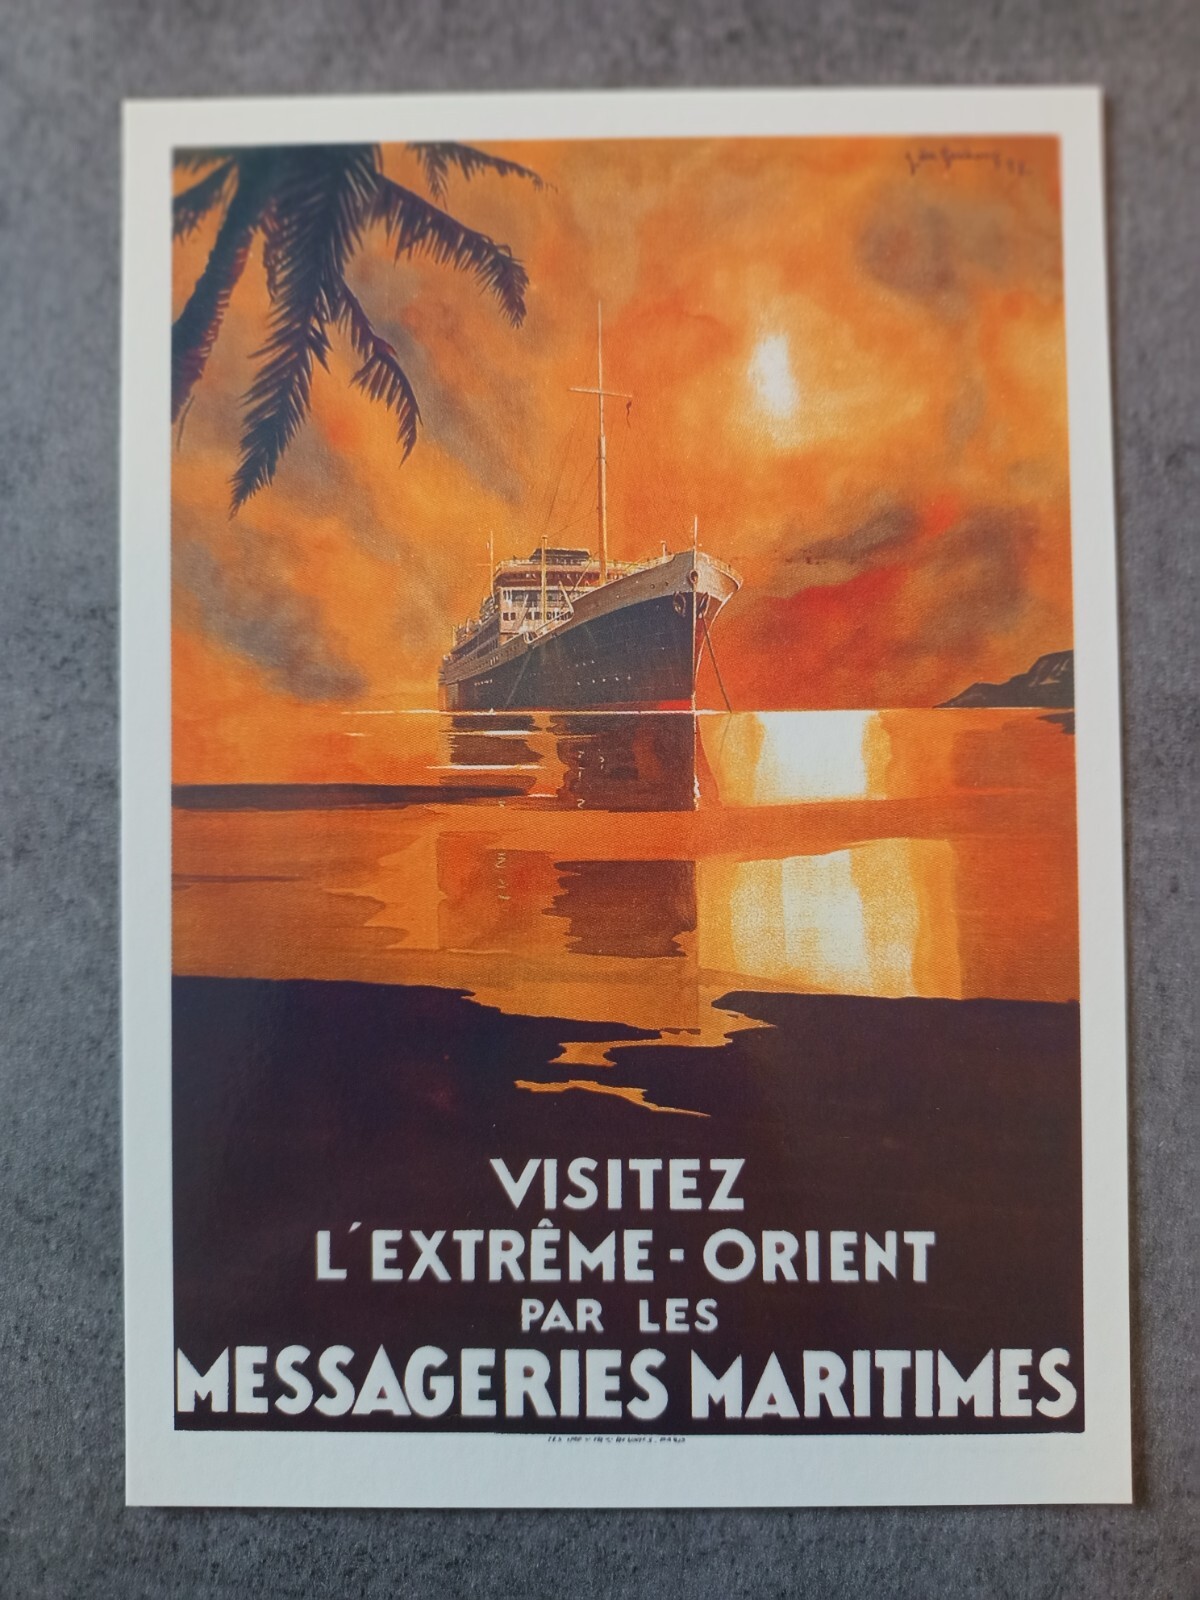 VISITEZ
L'EXTRÊME-ORIENT
PAR LES
MESSAGERIES MARITIMES